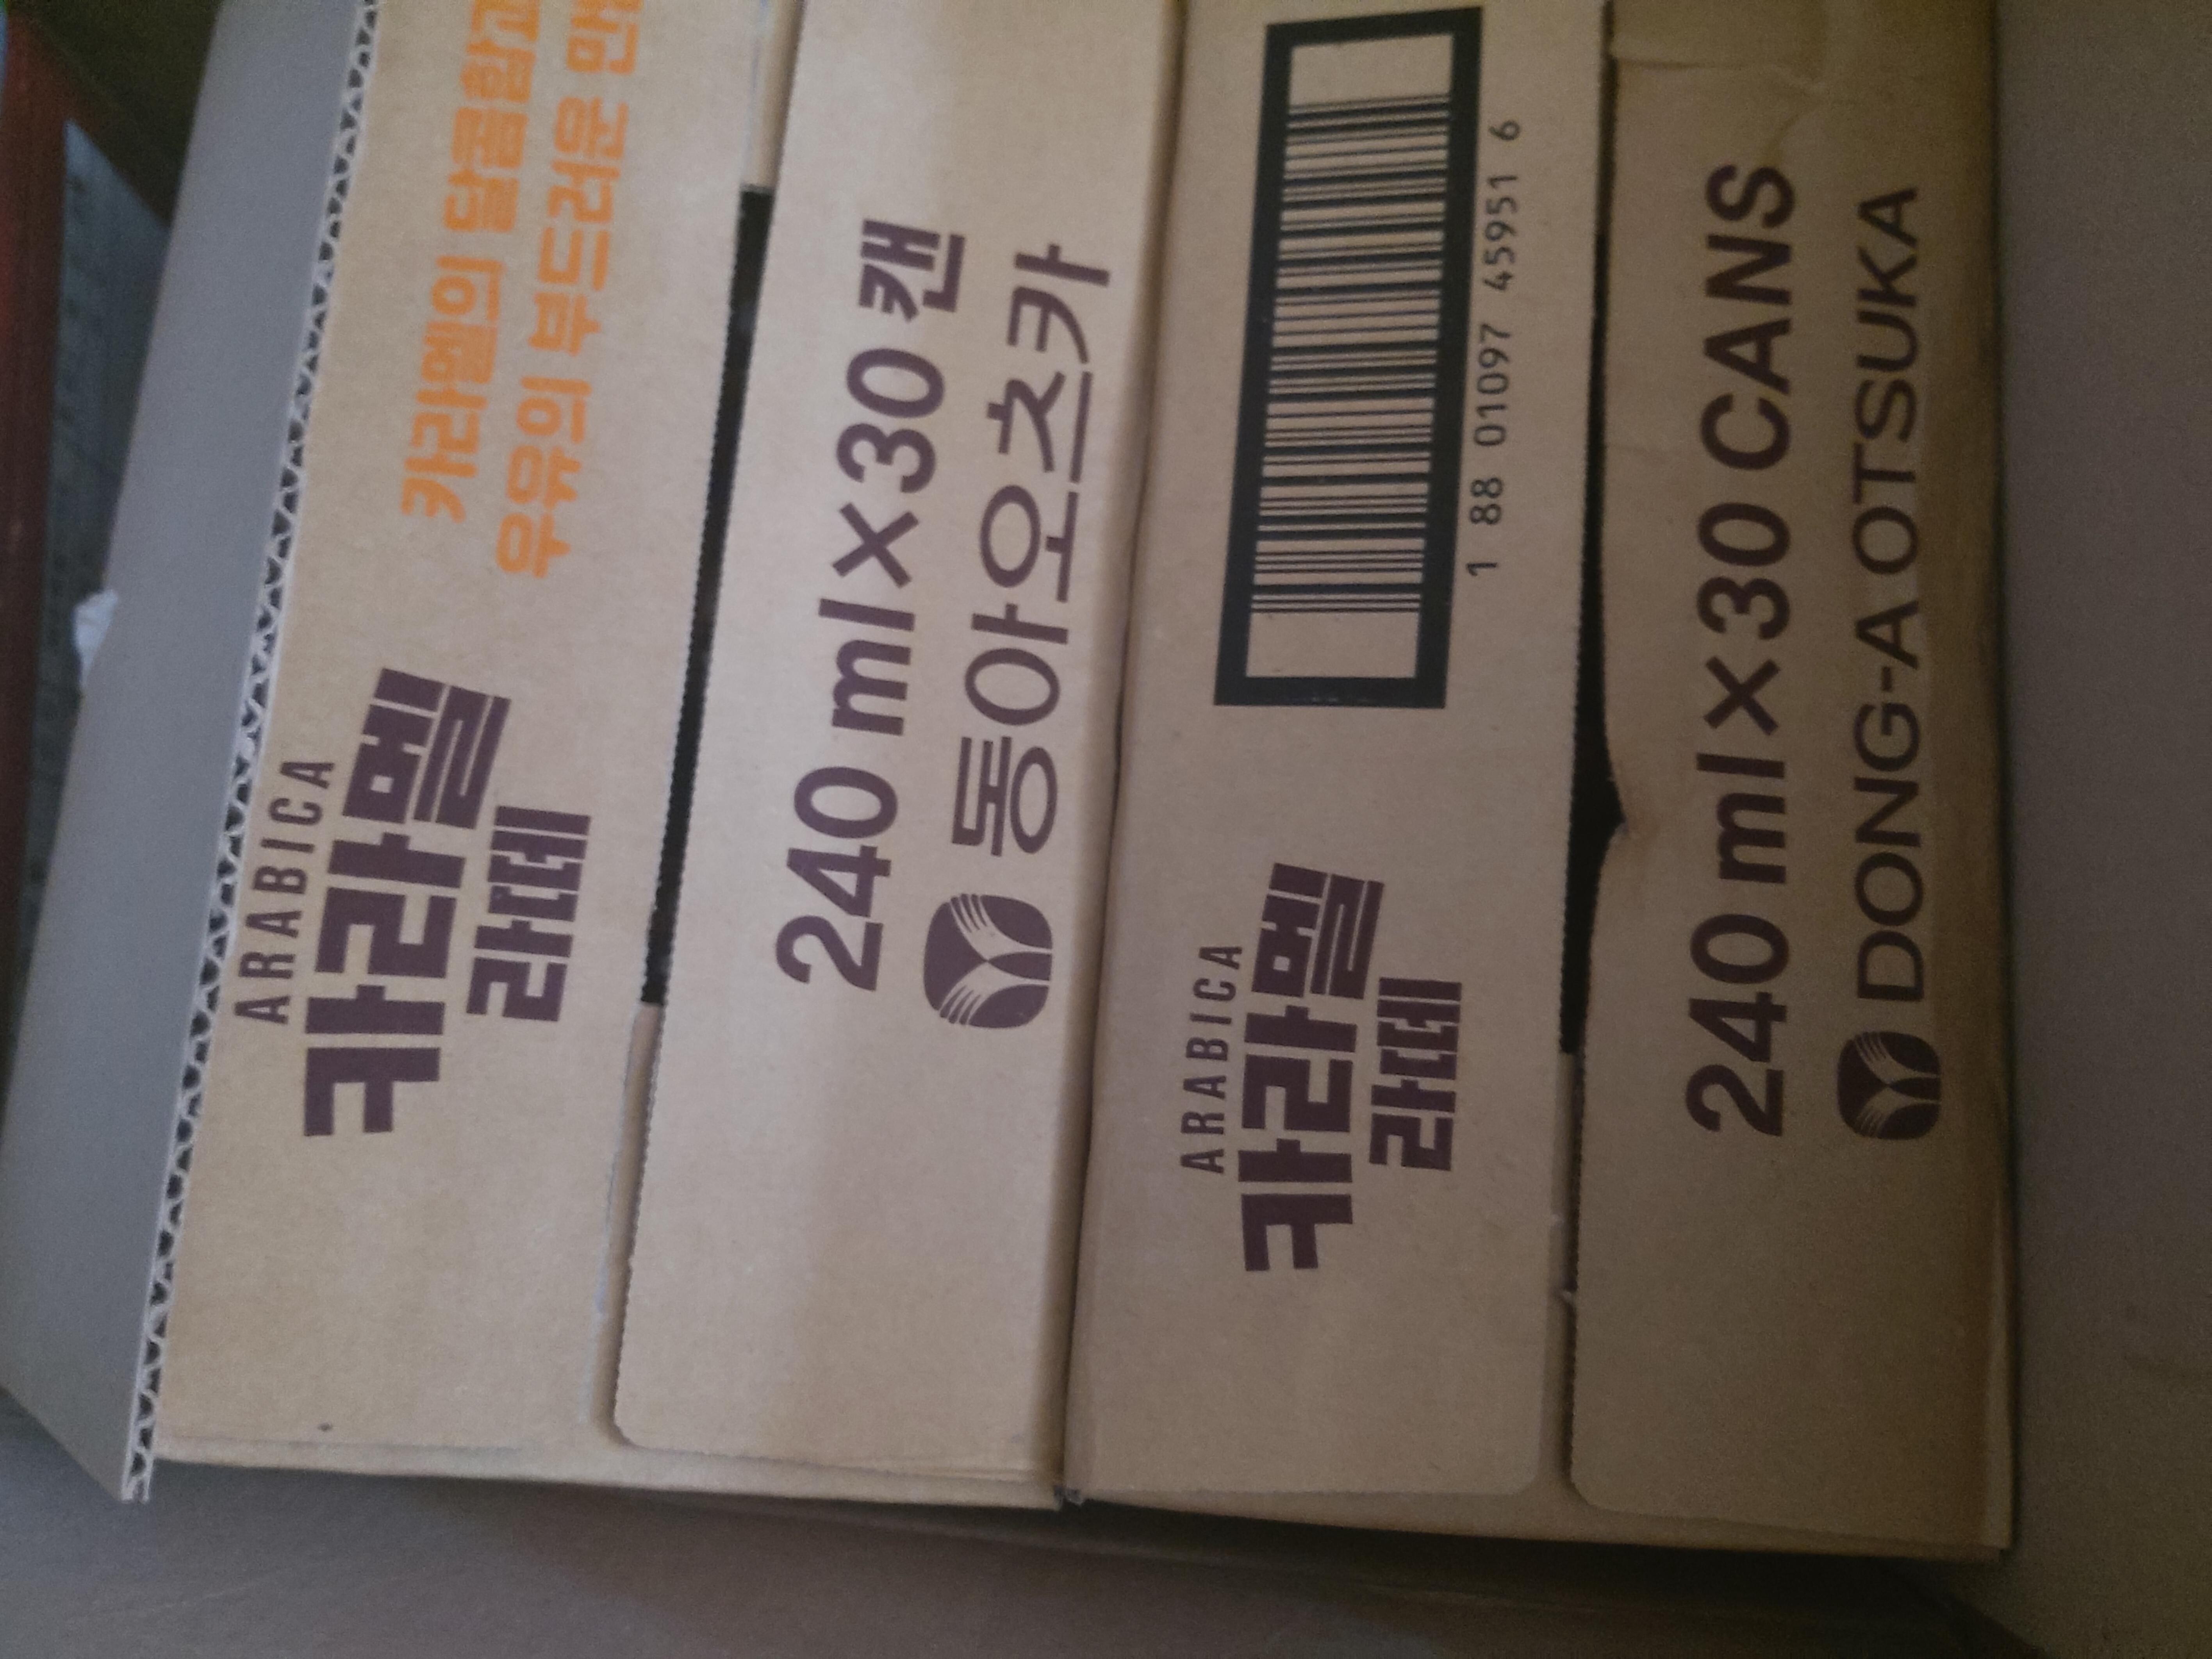 카라멜의 달콤함과
우유의 부드러운
ARABICA
카라멜
라떼
240 ml×30 캔
동아오츠카
1 88 01097 45951 6
ARABICA
카라멜
라떼
240 ml×30 CANS
DONG-A OTSUKA